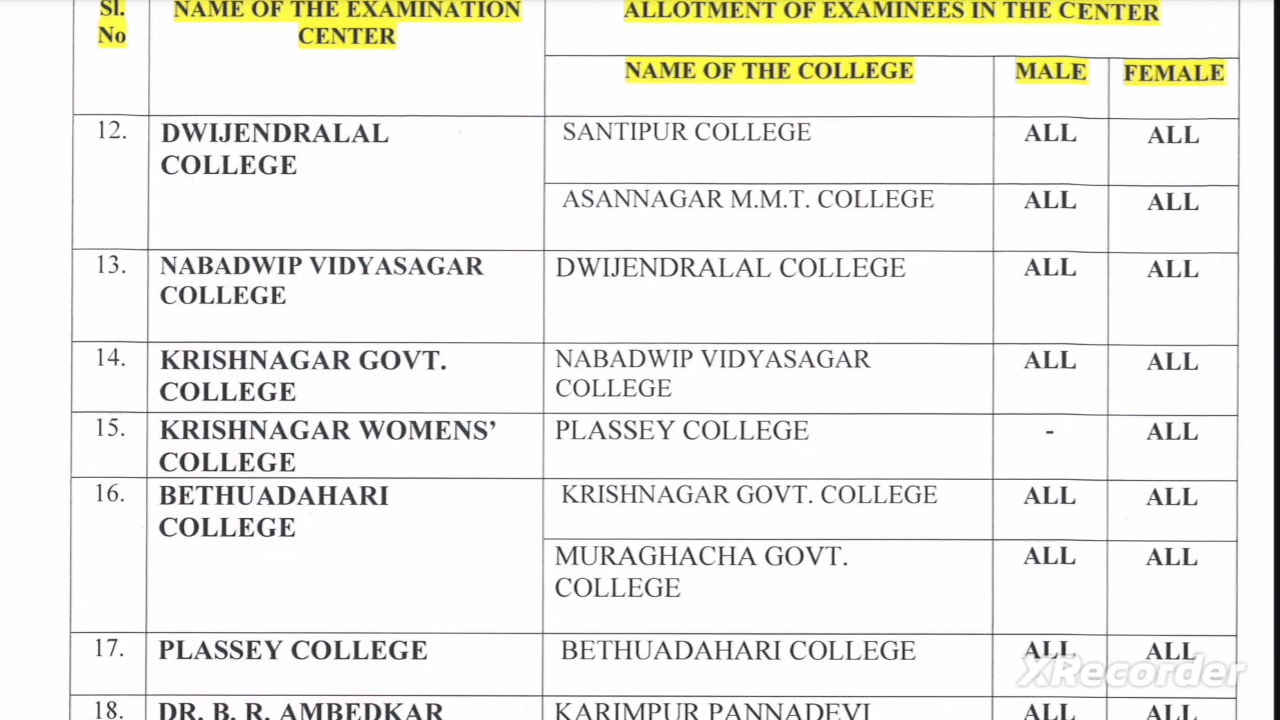 Sl.
No
NAME OF THE EXAMINATION
CENTER
ALLOTMENT OF EXAMINEES IN THE CENTER
NAME OF THE COLLEGE
MALE
FEMALE
12.
DWIJENDRALAL
COLLEGE
SANTIPUR COLLEGE
ALL
ALL
ASANNAGAR M.M.T. COLLEGE
ALL
ALL
13.
NABADWIP VIDYASAGAR
COLLEGE
DWIJENDRALAL COLLEGE
ALL
ALL
14.
KRISHNAGAR GOVT.
COLLEGE
NABADWIP VIDYASAGAR
COLLEGE
ALL
ALL
15.
KRISHNAGAR WOMENS’
COLLEGE
PLASSEY COLLEGE
-
ALL
16.
BETHUADAHARI
COLLEGE
KRISHNAGAR GOVT. COLLEGE
ALL
ALL
MURAGHACHA GOVT.
COLLEGE
ALL
ALL
17.
PLASSEY COLLEGE
BETHUADAHARI COLLEGE
ALL
ALL
XRecorder
18.
DR. B. R. AMBEDKAR
KARIMPUR PANNADEVI
ALL
ALL